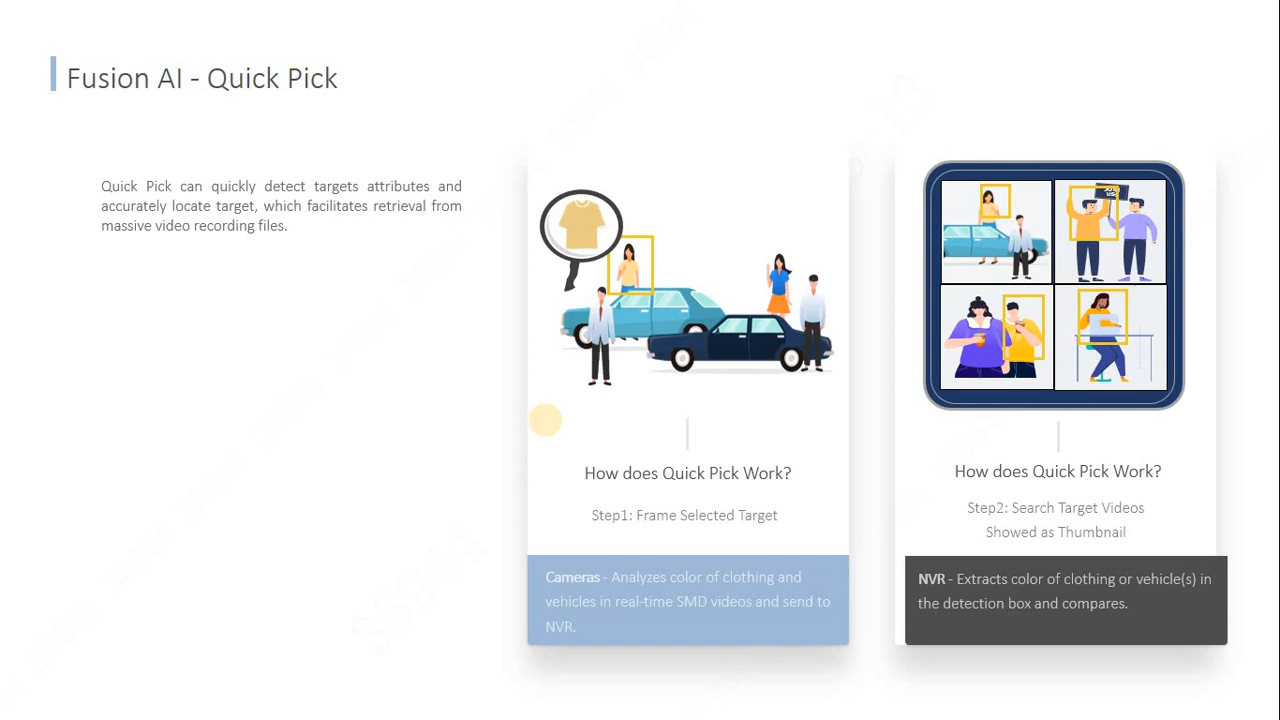 Fusion AI - Quick Pick
Quick Pick can quickly detect targets attributes and
accurately locate target, which facilitates retrieval from
massive video recording files.
How does Quick Pick Work?
Step1: Frame Selected Target
Cameras - Analyzes color of clothing and
vehicles in real-time SMD videos and send to
NVR.
How does Quick Pick Work?
Step2: Search Target Videos
Showed as Thumbnail
NVR - Extracts color of clothing or vehicle(s) in
the detection box and compares.